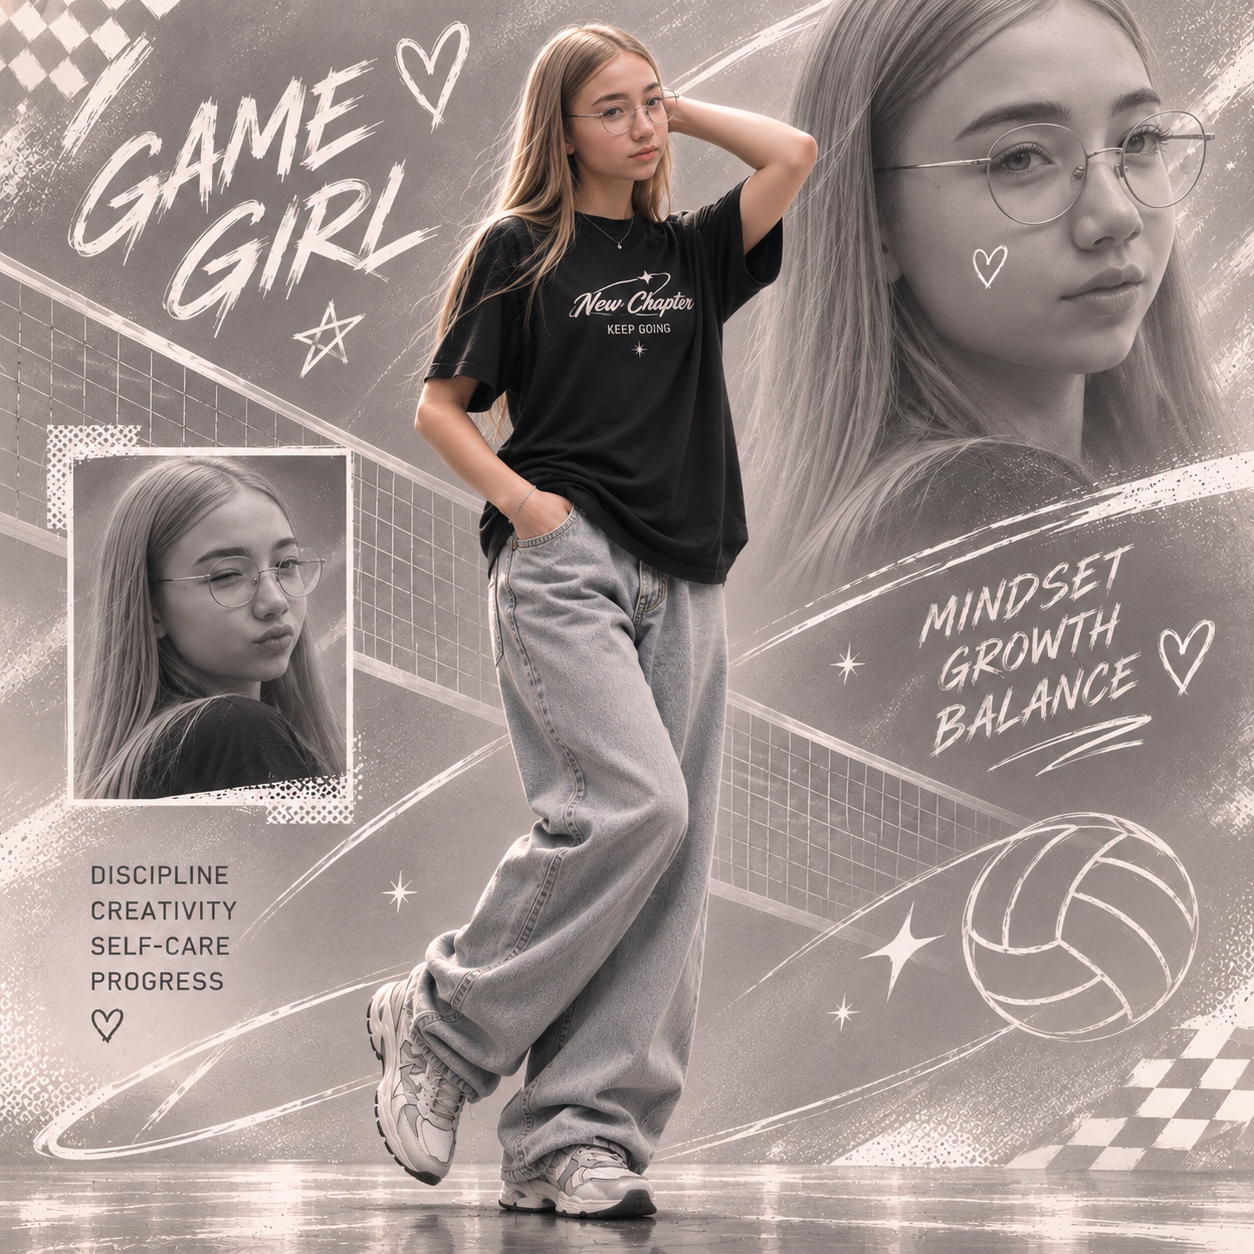 GAME
GIRL
New Chapter
KEEP GOING
MINDSET
GROWTH
BALANCE
DISCIPLINE
CREATIVITY
SELF-CARE
PROGRESS